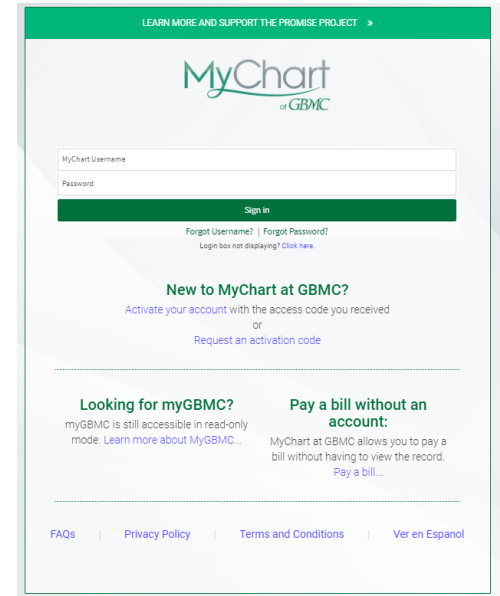 LEARN MORE AND SUPPORT THE PROMISE PROJECT »
MyChart
at GBMC
MyChart Username
Password
Sign in
Forgot Username? | Forgot Password?
Login box not displaying? Click here.
New to MyChart at GBMC?
Activate your account with the access code you received
or
Request an activation code
Looking for myGBMC?
myGBMC is still accessible in read-only
mode. Learn more about MyGBMC...
Pay a bill without an
account:
MyChart at GBMC allows you to pay a
bill without having to view the record.
Pay a bill...
FAQs | Privacy Policy | Terms and Conditions | Ver en Espanol